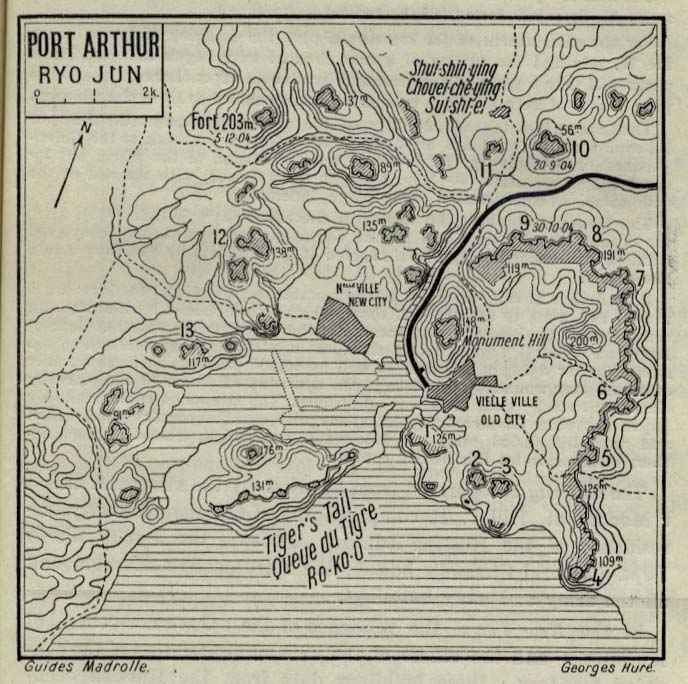 PORT ARTHUR
RYO JUN
0 2k.
N
Shui-shih-ying
Chouei-che-ying
Sui-shi-ei
137m
Fort 203m.
5-12-04
56m
10
20-9-04
11
89m
135m
12
138m
9 30-10-04 8
191m
119m
7
Nelle VILLE
NEW CITY
148m
Monument Hill
200m
13
117m
VIELLE VILLE
OLD CITY
6
91m
1
125m
76m
131m
2 3
5
125m
Tiger's Tail
Queue du Tigre
Ro-KO-O
109m
4
Guides Madrolle.
Georges Huré.